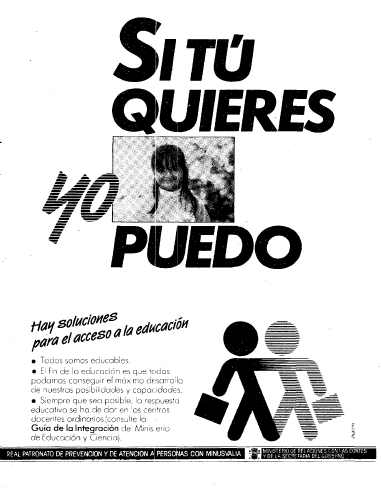 SI TÚ
QUIERES
yo
PUEDO
Hay soluciones
para el acceso a la educación
● Todos somos educables.
● El fin de la educación es que todos
podamos conseguir el máximo desarrollo
de nuestras posibilidades y capacidades.
● Siempre que sea posible, la respuesta
educativa se ha de dar en los centros
docentes ordinarios (consulte la
Guía de la Integración de Ministerio
de Educación y Ciencia).
REAL PATRONATO DE PREVENCION Y DE ATENCION A PERSONAS CON MINUSVALIA
MINISTERIO DE RELACIONES CON LAS CORTES
Y DE LA SECRETARIA DEL GOBIERNO